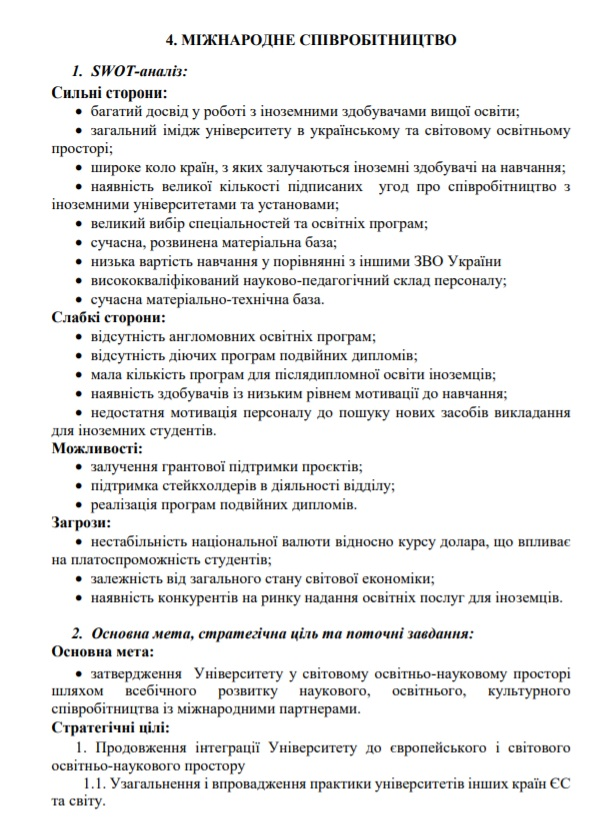 4. МІЖНАРОДНЕ СПІВРОБІТНИЦТВО
1. SWOT-аналіз:
Сильні сторони:
• багатий досвід у роботі з іноземними здобувачами вищої освіти;
• загальний імідж університету в українському та світовому освітньому
просторі;
• широке коло країн, з яких залучаються іноземні здобувачі на навчання;
• наявність великої кількості підписаних угод про співробітництво з
іноземними університетами та установами;
• великий вибір спеціальностей та освітніх програм;
• сучасна, розвинена матеріальна база;
• низька вартість навчання у порівнянні з іншими ЗВО України
• висококваліфікований науково-педагогічний склад персоналу;
• сучасна матеріально-технічна база.
Слабкі сторони:
• відсутність англомовних освітніх програм;
• відсутність діючих програм подвійних дипломів;
• мала кількість програм для післядипломної освіти іноземців;
• наявність здобувачів із низьким рівнем мотивації до навчання;
• недостатня мотивація персоналу до пошуку нових засобів викладання
для іноземних студентів.
Можливості:
• залучення грантової підтримки проєктів;
• підтримка стейкхолдерів в діяльності відділу;
• реалізація програм подвійних дипломів.
Загрози:
• нестабільність національної валюти відносно курсу долара, що впливає
на платоспроможність студентів;
• залежність від загального стану світової економіки;
• наявність конкурентів на ринку надання освітніх послуг для іноземців.
2. Основна мета, стратегічна ціль та поточні завдання:
Основна мета:
• затвердження Університету у світовому освітньо-науковому просторі
шляхом всебічного розвитку наукового, освітнього, культурного
співробітництва із міжнародними партнерами.
Стратегічні цілі:
1. Продовження інтеграції Університету до європейського і світового
освітньо-наукового простору
1.1. Узагальнення і впровадження практики університетів інших країн ЄС
та світу.